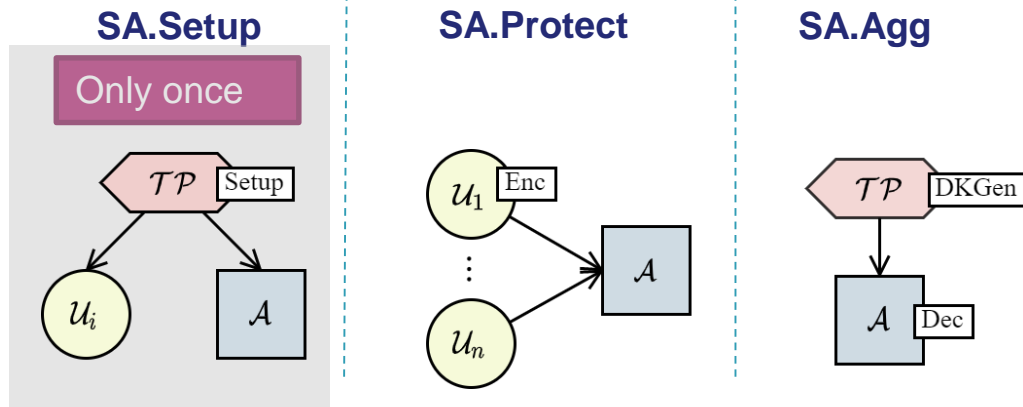 SA.Setup
Only once
𝒯𝒫 Setup
𝒰ᵢ
𝒜
SA.Protect
𝒰₁ Enc
⋮
𝒰ₙ
𝒜
SA.Agg
𝒯𝒫 DKGen
𝒜 Dec